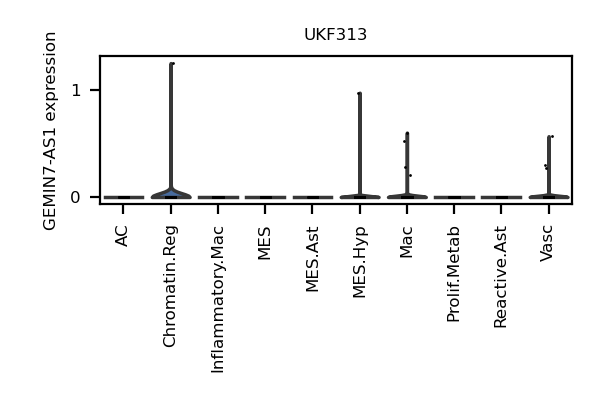 UKF313
GEMIN7-AS1 expression
1
0
AC
Chromatin.Reg
Inflammatory.Mac
MES
MES.Ast
MES.Hyp
Mac
Prolif.Metab
Reactive.Ast
Vasc